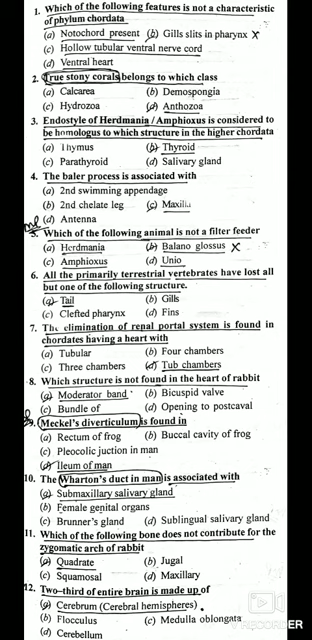 1. Which of the following features is not a characteristic
of phylum chordata
(a) Notochord present (b) Gills slits in pharynx x
(c) Hollow tubular ventral nerve cord
(d) Ventral heart
2. True stony corals belongs to which class
(a) Calcarea (b) Demospongia
(c) Hydrozoa (d) Anthozoa
3. Endostyle of Herdmania / Amphioxus is considered to
be homologus to which structure in the higher chordata
(a) Thymus (b) Thyroid
(c) Parathyroid (d) Salivary gland
4. The baler process is associated with
(a) 2nd swimming appendage
(b) 2nd chelate leg (c) Maxilla
(d) Antenna
5. Which of the following animal is not a filter feeder
(a) Herdmania (b) Balano glossus x
(c) Amphioxus (d) Unio
6. All the primarily terrestrial vertebrates have lost all
but one of the following structure.
(a) Tail (b) Gills
(c) Clefted pharynx (d) Fins
7. The elimination of renal portal system is found in
chordates having a heart with
(a) Tubular (b) Four chambers
(c) Three chambers (d) Tub chambers
8. Which structure is not found in the heart of rabbit
(a) Moderator band (b) Bicuspid valve
(c) Bundle of (d) Opening to postcaval
9. Meckel's diverticulum is found in
(a) Rectum of frog (b) Buccal cavity of frog
(c) Pleocolic juction in man
(d) Ileum of man
10. The Wharton's duct in man is associated with
(a) Submaxillary salivary gland
(b) Female genital organs
(c) Brunner's gland (d) Sublingual salivary gland
11. Which of the following bone does not contribute for the
zygomatic arch of rabbit
(a) Quadrate (b) Jugal
(c) Squamosal (d) Maxillary
12. Two-third of entire brain is made up of
(a) Cerebrum (Cerebral hemispheres)
(b) Flocculus (c) Medulla oblongata
(d) Cerebellum
RECORDER